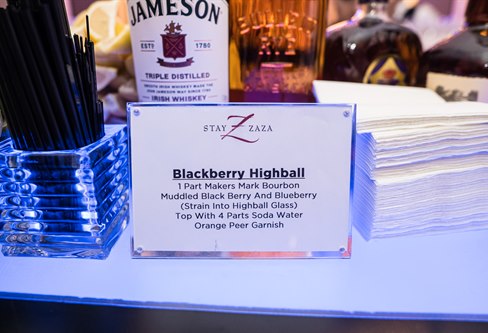 JAMESON
ESTD 1780
TRIPLE DISTILLED
IRISH WHISKEY
STAY Z ZAZA
Blackberry Highball
1 Part Makers Mark Bourbon
Muddled Black Berry And Blueberry
(Strain Into Highball Glass)
Top With 4 Parts Soda Water
Orange Peer Garnish